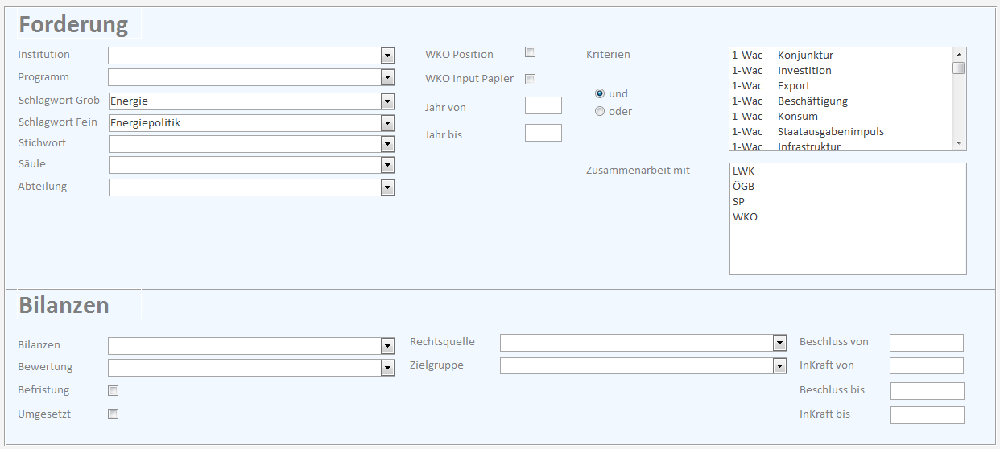 Forderung
Institution
Programm
Schlagwort Grob Energie
Schlagwort Fein Energiepolitik
Stichwort
Säule
Abteilung
WKO Position
WKO Input Papier
Jahr von
Jahr bis
Kriterien
und
oder
1-Wac Konjunktur
1-Wac Investition
1-Wac Export
1-Wac Beschäftigung
1-Wac Konsum
1-Wac Staatausgabenimpuls
1-Wac Infrastruktur
Zusammenarbeit mit
LWK
ÖGB
SP
WKO
Bilanzen
Bilanzen
Bewertung
Befristung
Umgesetzt
Rechtsquelle
Zielgruppe
Beschluss von
InKraft von
Beschluss bis
InKraft bis